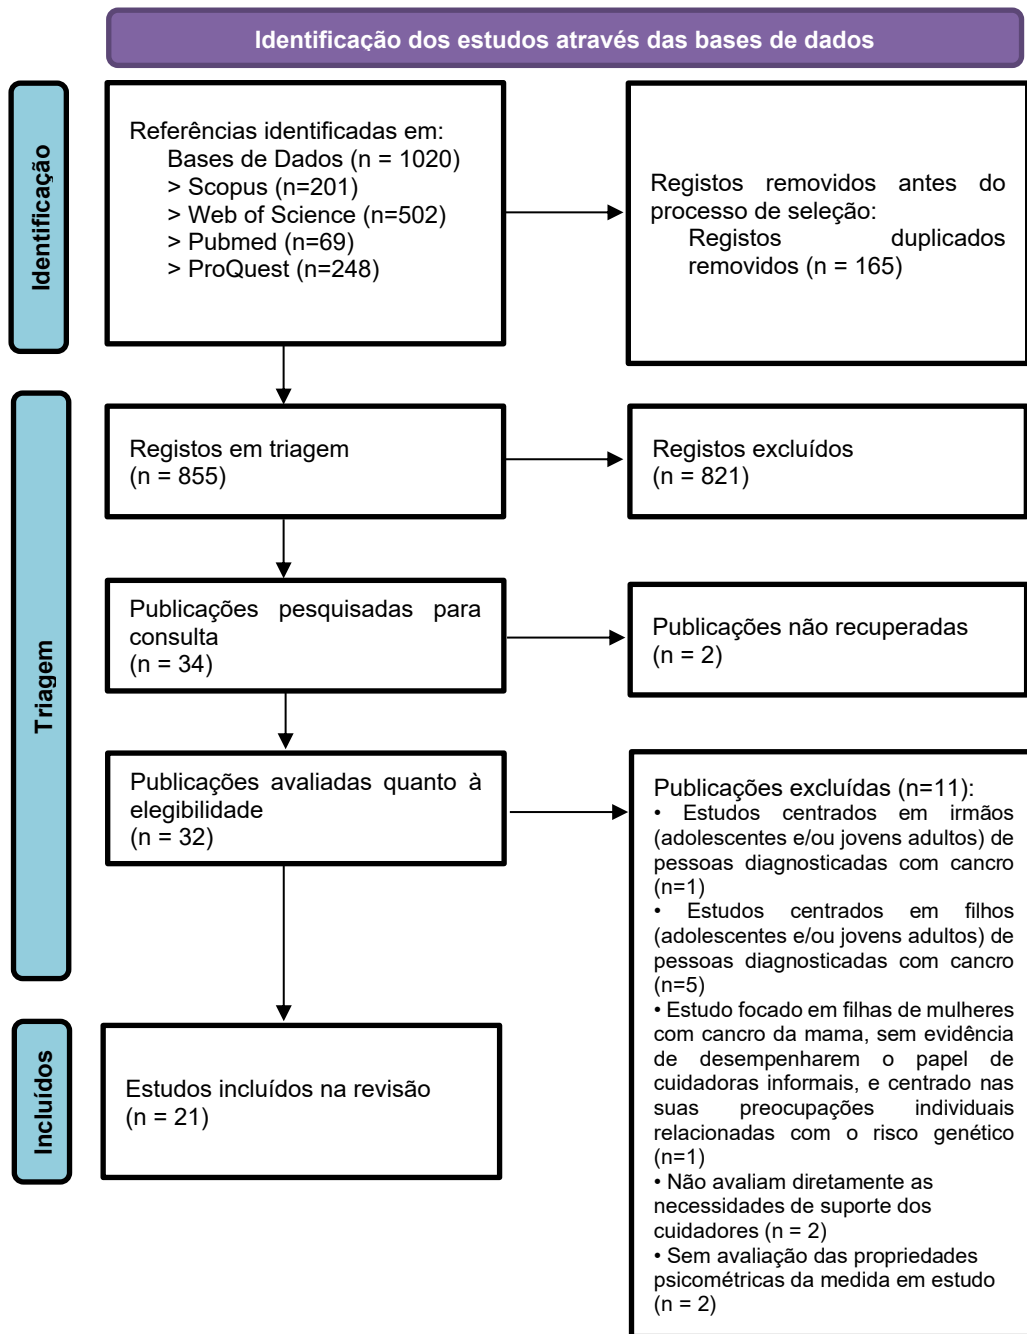 Identificação dos estudos através das bases de dados
Identificação
Referências identificadas em:
Bases de Dados (n = 1020)
> Scopus (n=201)
> Web of Science (n=502)
> Pubmed (n=69)
> ProQuest (n=248)
Registos removidos antes do
processo de seleção:
Registos duplicados
removidos (n = 165)
Triagem
Registos em triagem
(n = 855)
Registos excluídos
(n = 821)
Publicações pesquisadas para
consulta
(n = 34)
Publicações não recuperadas
(n = 2)
Publicações avaliadas quanto à
elegibilidade
(n = 32)
Publicações excluídas (n=11):
• Estudos centrados em irmãos
(adolescentes e/ou jovens adultos) de
pessoas diagnosticadas com cancro
(n=1)
• Estudos centrados em filhos
(adolescentes e/ou jovens adultos) de
pessoas diagnosticadas com cancro
(n=5)
• Estudo focado em filhas de mulheres
com cancro da mama, sem evidência
de desempenharem o papel de
cuidadoras informais, e centrado nas
suas preocupações individuais
relacionadas com o risco genético
(n=1)
• Não avaliam diretamente as
necessidades de suporte dos
cuidadores (n = 2)
• Sem avaliação das propriedades
psicométricas da medida em estudo
(n = 2)
Incluídos
Estudos incluídos na revisão
(n = 21)